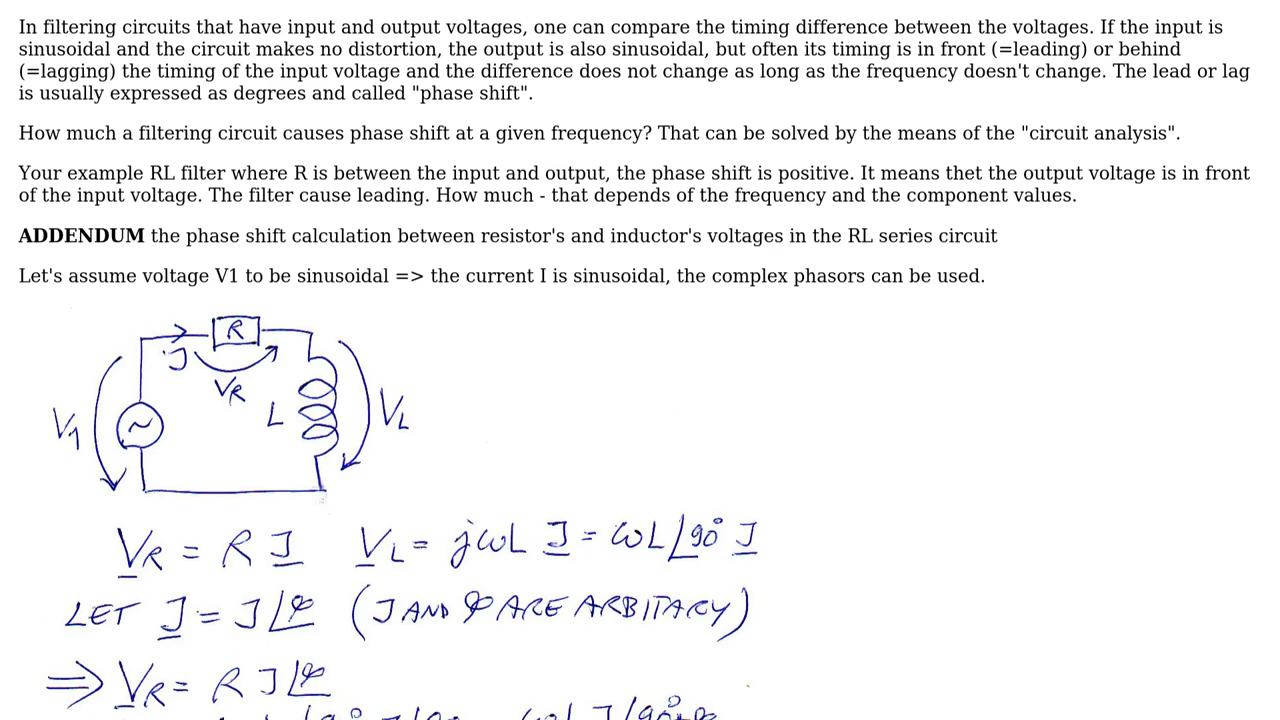 In filtering circuits that have input and output voltages, one can compare the timing difference between the voltages. If the input is
sinusoidal and the circuit makes no distortion, the output is also sinusoidal, but often its timing is in front (=leading) or behind
(=lagging) the timing of the input voltage and the difference does not change as long as the frequency doesn't change. The lead or lag
is usually expressed as degrees and called "phase shift".
How much a filtering circuit causes phase shift at a given frequency? That can be solved by the means of the "circuit analysis".
Your example RL filter where R is between the input and output, the phase shift is positive. It means thet the output voltage is in front
of the input voltage. The filter cause leading. How much - that depends of the frequency and the component values.
ADDENDUM the phase shift calculation between resistor's and inductor's voltages in the RL series circuit
Let's assume voltage V1 to be sinusoidal => the current I is sinusoidal, the complex phasors can be used.
R
J
VR
V1
~
L
VL
VR = R J VL = jωL J = ωL∠90° J
LET J = J∠φ (J AND φ ARE ARBITARY)
⇒ VR = R J∠φ